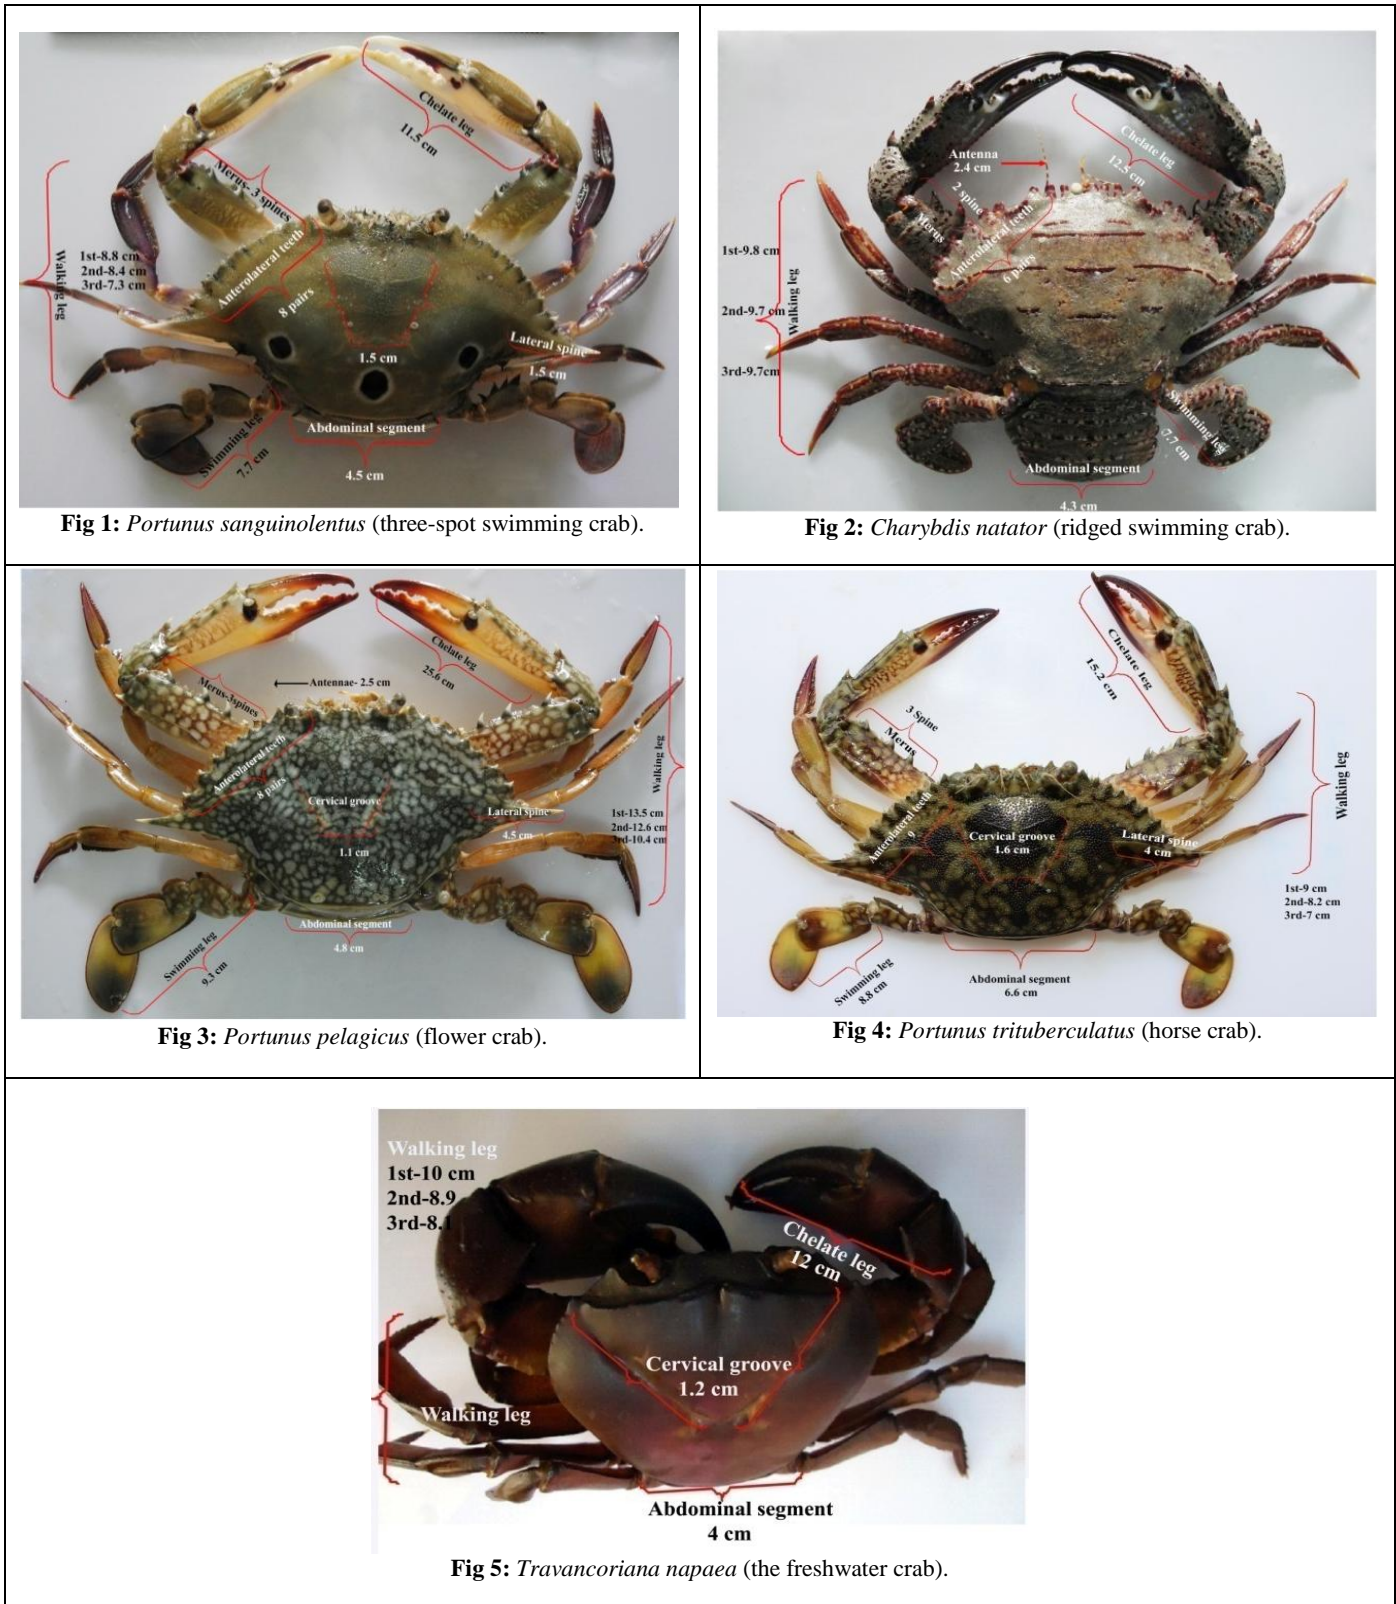 Chelate leg
11.5 cm
Merus- 3 spines
Walking leg
1st-8.8 cm
2nd-8.4 cm
3rd-7.3 cm
Anterolateral teeth
8 pairs
1.5 cm
Lateral spine
1.5 cm
Swimming leg
7.7 cm
Abdominal segment
4.5 cm
Fig 1: Portunus sanguinolentus (three-spot swimming crab).
Chelate leg
12.5 cm
Antenna
2.4 cm
2 spine
Merus
Anterolateral teeth
6 pairs
Walking leg
1st-9.8 cm
2nd-9.7 cm
3rd-9.7cm
Swimming leg
7.7 cm
Abdominal segment
4.3 cm
Fig 2: Charybdis natator (ridged swimming crab).
Chelate leg
25.6 cm
Antennae- 2.5 cm
Merus-3spines
Anterolateral teeth
8 pairs
Cervical groove
1.1 cm
Lateral spine
4.5 cm
Walking leg
1st-13.5 cm
2nd-12.6 cm
3rd-10.4 cm
Abdominal segment
4.8 cm
Swimming leg
9.3 cm
Fig 3: Portunus pelagicus (flower crab).
Chelate leg
15.2 cm
3 Spine
Merus
Anterolateral teeth
9
Cervical groove
1.6 cm
Lateral spine
4 cm
Walking leg
1st-9 cm
2nd-8.2 cm
3rd-7 cm
Swimming leg
8.8 cm
Abdominal segment
6.6 cm
Fig 4: Portunus trituberculatus (horse crab).
Walking leg
1st-10 cm
2nd-8.9
3rd-8.1
Chelate leg
12 cm
Cervical groove
1.2 cm
Walking leg
Abdominal segment
4 cm
Fig 5: Travancoriana napaea (the freshwater crab).